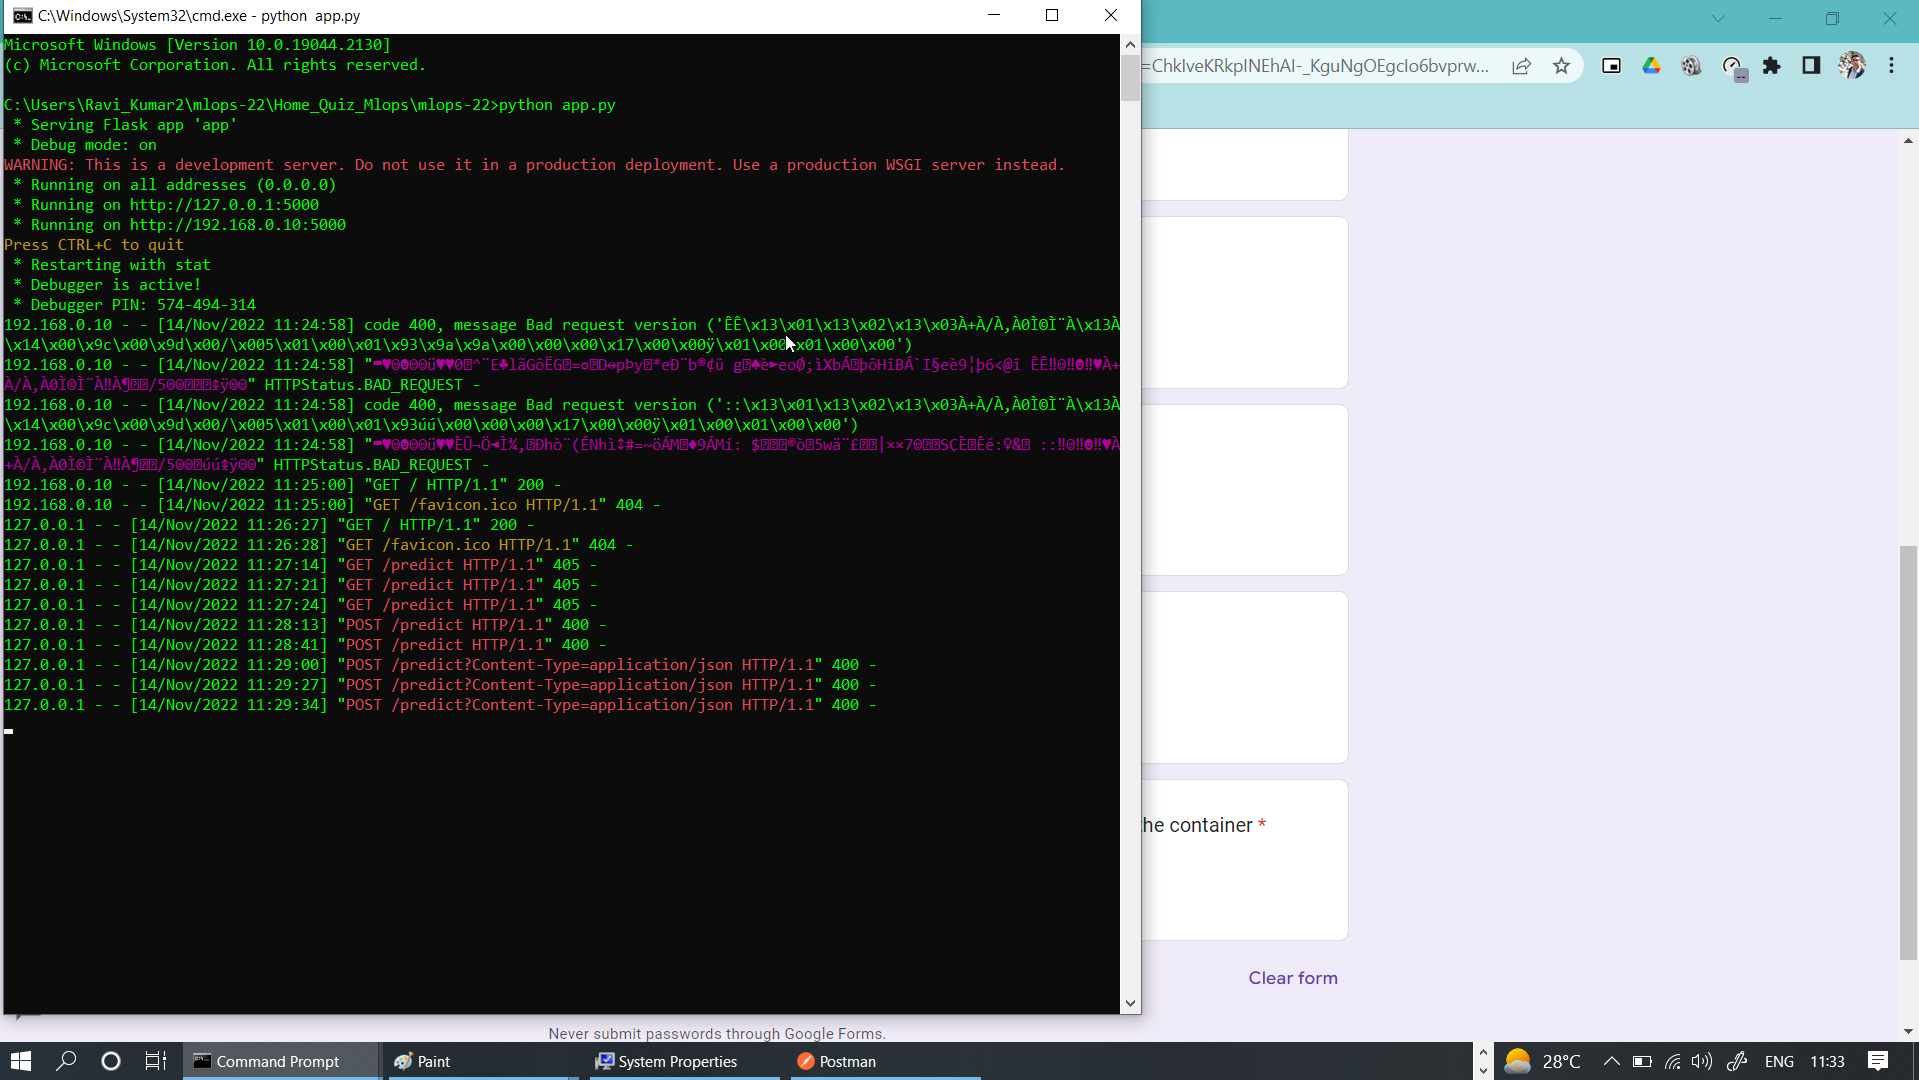 C:\Windows\System32\cmd.exe - python  app.py
Microsoft Windows [Version 10.0.19044.2130]
(c) Microsoft Corporation. All rights reserved.
C:\Users\Ravi_Kumar2\mlops-22\Home_Quiz_Mlops\mlops-22>python app.py
* Serving Flask app 'app'
* Debug mode: on
WARNING: This is a development server. Do not use it in a production deployment. Use a production WSGI server instead.
* Running on all addresses (0.0.0.0)
* Running on http://127.0.0.1:5000
* Running on http://192.168.0.10:5000
Press CTRL+C to quit
* Restarting with stat
* Debugger is active!
* Debugger PIN: 574-494-314
192.168.0.10 - - [14/Nov/2022 11:24:58] code 400, message Bad request version ('ÊÊ\x13\x01\x13\x02\x13\x03À+À/À,À0Ì©Ì¨À\x13À
\x14\x00\x9c\x00\x9d\x00/\x005\x01\x00\x01\x93\x9a\x9a\x00\x00\x00\x17\x00\x00ÿ\x01\x00\x01\x00\x00')
192.168.0.10 - - [14/Nov/2022 11:24:58] "
" HTTPStatus.BAD_REQUEST -
192.168.0.10 - - [14/Nov/2022 11:24:58] code 400, message Bad request version ('::\x13\x01\x13\x02\x13\x03À+À/À,À0Ì©Ì¨À\x13À
\x14\x00\x9c\x00\x9d\x00/\x005\x01\x00\x01\x93úú\x00\x00\x00\x17\x00\x00ÿ\x01\x00\x01\x00\x00')
192.168.0.10 - - [14/Nov/2022 11:24:58] "
" HTTPStatus.BAD_REQUEST -
192.168.0.10 - - [14/Nov/2022 11:25:00] "GET / HTTP/1.1" 200 -
192.168.0.10 - - [14/Nov/2022 11:25:00] "GET /favicon.ico HTTP/1.1" 404 -
127.0.0.1 - - [14/Nov/2022 11:26:27] "GET / HTTP/1.1" 200 -
127.0.0.1 - - [14/Nov/2022 11:26:28] "GET /favicon.ico HTTP/1.1" 404 -
127.0.0.1 - - [14/Nov/2022 11:27:14] "GET /predict HTTP/1.1" 405 -
127.0.0.1 - - [14/Nov/2022 11:27:21] "GET /predict HTTP/1.1" 405 -
127.0.0.1 - - [14/Nov/2022 11:27:24] "GET /predict HTTP/1.1" 405 -
127.0.0.1 - - [14/Nov/2022 11:28:13] "POST /predict HTTP/1.1" 400 -
127.0.0.1 - - [14/Nov/2022 11:28:41] "POST /predict HTTP/1.1" 400 -
127.0.0.1 - - [14/Nov/2022 11:29:00] "POST /predict?Content-Type=application/json HTTP/1.1" 400 -
127.0.0.1 - - [14/Nov/2022 11:29:27] "POST /predict?Content-Type=application/json HTTP/1.1" 400 -
127.0.0.1 - - [14/Nov/2022 11:29:34] "POST /predict?Content-Type=application/json HTTP/1.1" 400 -
=ChkIveKRkpINEhAI-_KguNgOEgcIo6bvprw...
he container *
Clear form
Never submit passwords through Google Forms.
Command Prompt
Paint
System Properties
Postman
28°C
ENG
11:33